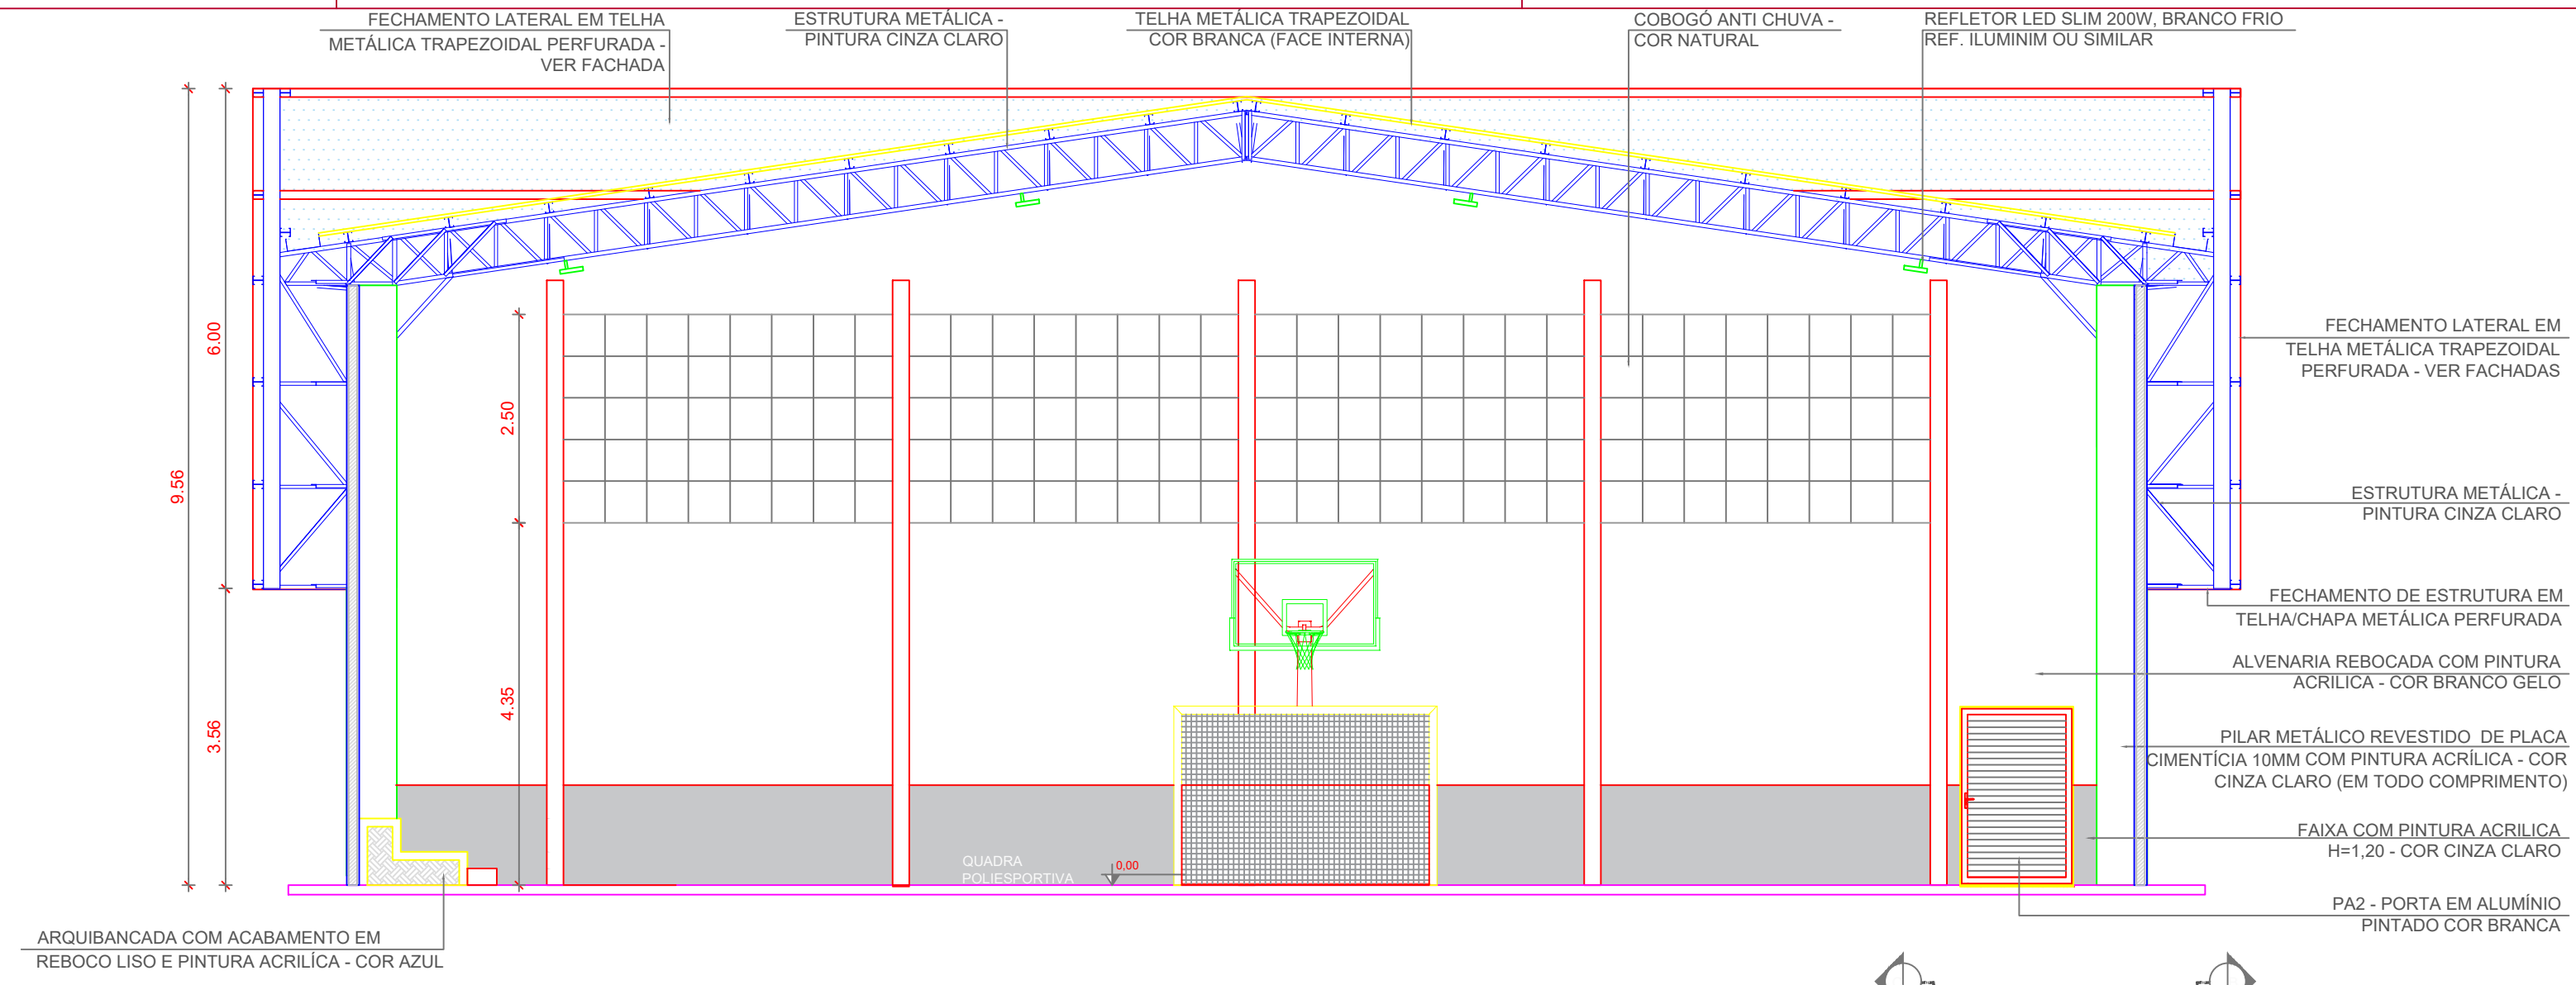 FECHAMENTO LATERAL EM TELHA
METÁLICA TRAPEZOIDAL PERFURADA -
VER FACHADA
ESTRUTURA METÁLICA -
PINTURA CINZA CLARO
TELHA METÁLICA TRAPEZOIDAL
COR BRANCA (FACE INTERNA)
COBOGÓ ANTI CHUVA -
COR NATURAL
REFLETOR LED SLIM 200W, BRANCO FRIO
REF. ILUMINIM OU SIMILAR
9.56
6.00
3.56
2.50
4.35
FECHAMENTO LATERAL EM
TELHA METÁLICA TRAPEZOIDAL
PERFURADA - VER FACHADAS
ESTRUTURA METÁLICA -
PINTURA CINZA CLARO
FECHAMENTO DE ESTRUTURA EM
TELHA/CHAPA METÁLICA PERFURADA
ALVENARIA REBOCADA COM PINTURA
ACRILICA - COR BRANCO GELO
PILAR METÁLICO REVESTIDO DE PLACA
CIMENTÍCIA 10MM COM PINTURA ACRÍLICA - COR
CINZA CLARO (EM TODO COMPRIMENTO)
FAIXA COM PINTURA ACRILICA
H=1,20 - COR CINZA CLARO
PA2 - PORTA EM ALUMÍNIO
PINTADO COR BRANCA
QUADRA
POLIESPORTIVA
0,00
ARQUIBANCADA COM ACABAMENTO EM
REBOCO LISO E PINTURA ACRILÍCA - COR AZUL